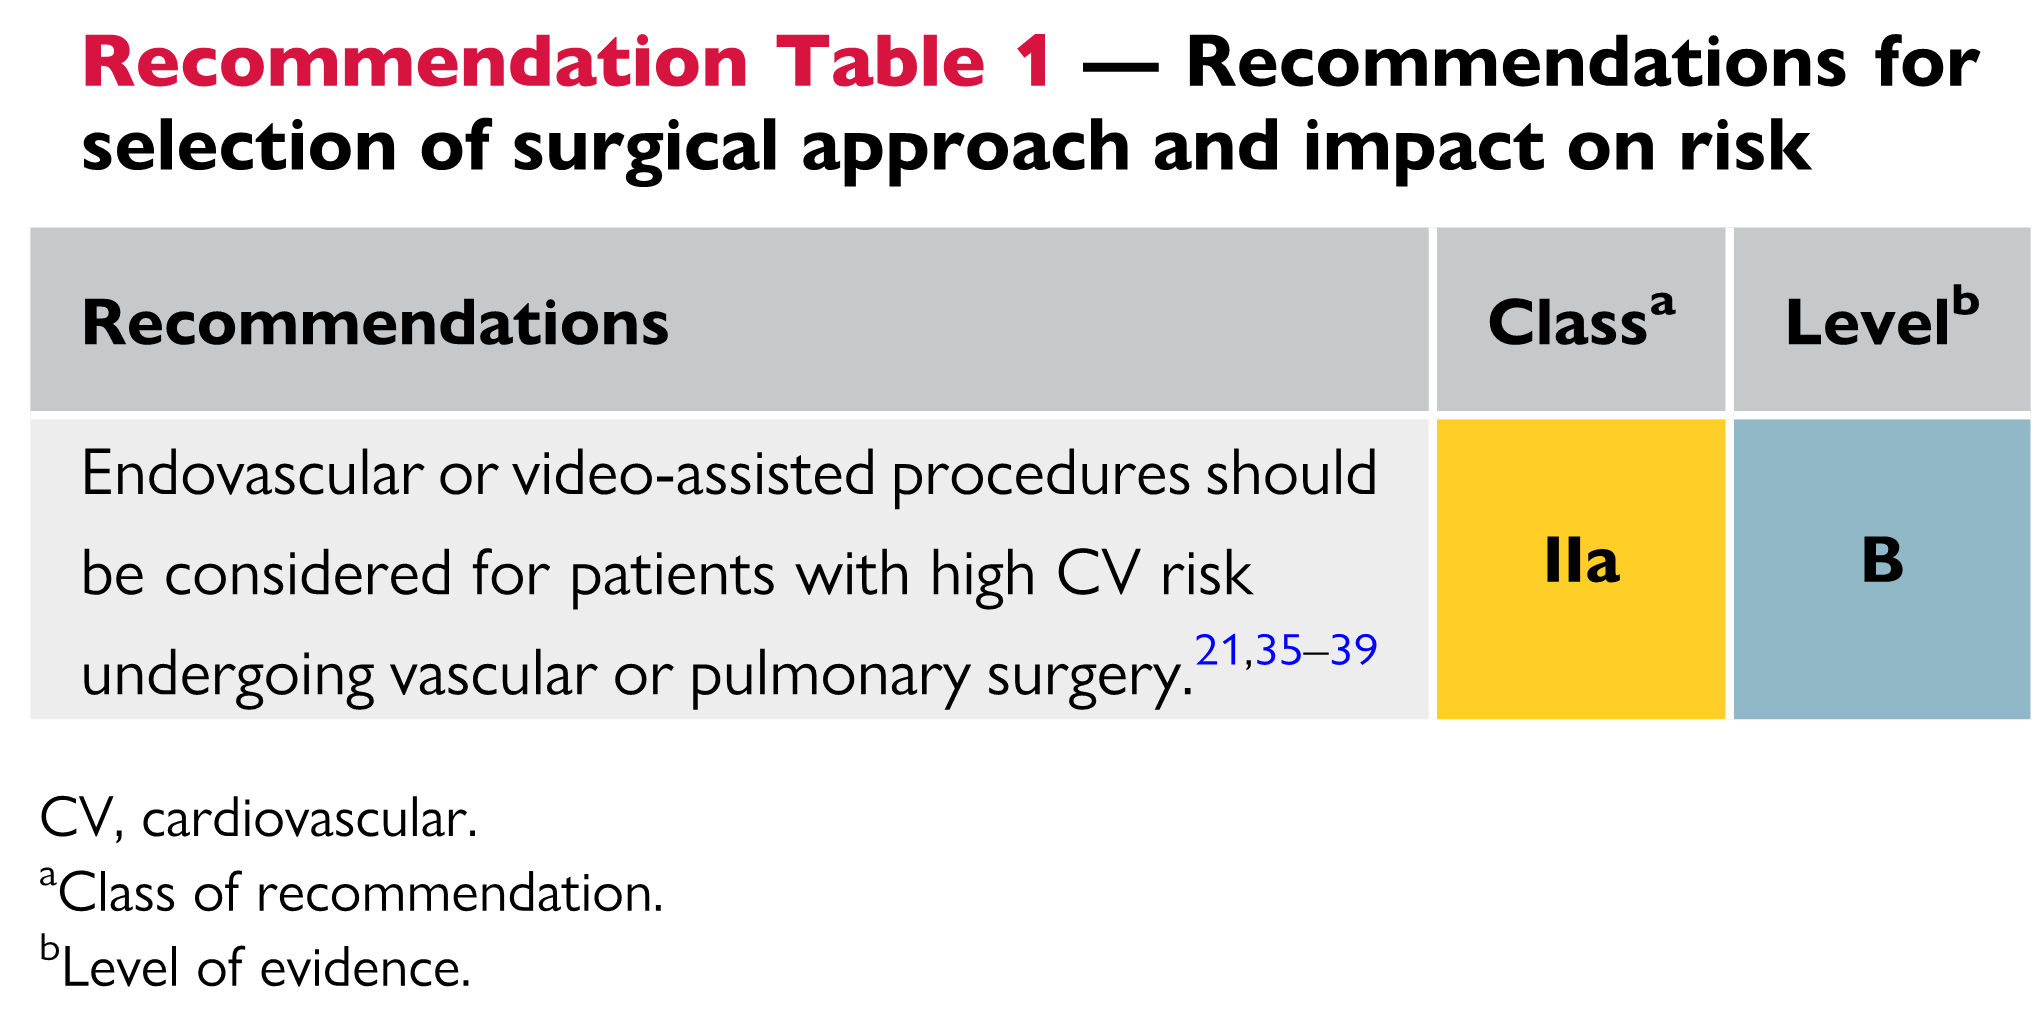 Recommendation Table 1 — Recommendations for
selection of surgical approach and impact on risk
Recommendations Classᵃ Levelᵇ
Endovascular or video-assisted procedures should
be considered for patients with high CV risk
undergoing vascular or pulmonary surgery.21,35–39
IIa
B
CV, cardiovascular.
ᵃClass of recommendation.
ᵇLevel of evidence.